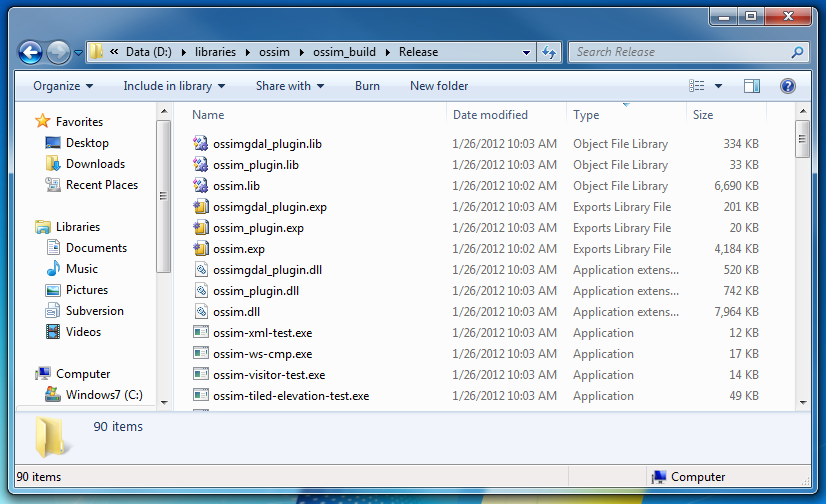 « Data (D:) ▸ libraries ▸ ossim ▸ ossim_build ▸ Release
Search Release
Organize Include in library Share with Burn New folder
Favorites
Desktop
Downloads
Recent Places
Libraries
Documents
Music
Pictures
Subversion
Videos
Computer
Windows7 (C:)
Name Date modified Type Size
ossimgdal_plugin.lib 1/26/2012 10:03 AM Object File Library 334 KB
ossim_plugin.lib 1/26/2012 10:03 AM Object File Library 33 KB
ossim.lib 1/26/2012 10:02 AM Object File Library 6,690 KB
ossimgdal_plugin.exp 1/26/2012 10:03 AM Exports Library File 201 KB
ossim_plugin.exp 1/26/2012 10:03 AM Exports Library File 20 KB
ossim.exp 1/26/2012 10:02 AM Exports Library File 4,184 KB
ossimgdal_plugin.dll 1/26/2012 10:03 AM Application extens... 520 KB
ossim_plugin.dll 1/26/2012 10:03 AM Application extens... 742 KB
ossim.dll 1/26/2012 10:03 AM Application extens... 7,964 KB
ossim-xml-test.exe 1/26/2012 10:03 AM Application 12 KB
ossim-ws-cmp.exe 1/26/2012 10:03 AM Application 17 KB
ossim-visitor-test.exe 1/26/2012 10:03 AM Application 14 KB
ossim-tiled-elevation-test.exe 1/26/2012 10:03 AM Application 49 KB
90 items
90 items Computer